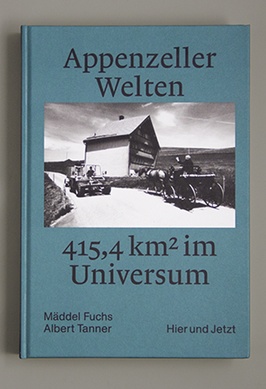 Appenzeller
Welten
415,4 km² im
Universum
Mäddel Fuchs
Albert Tanner
Hier und Jetzt